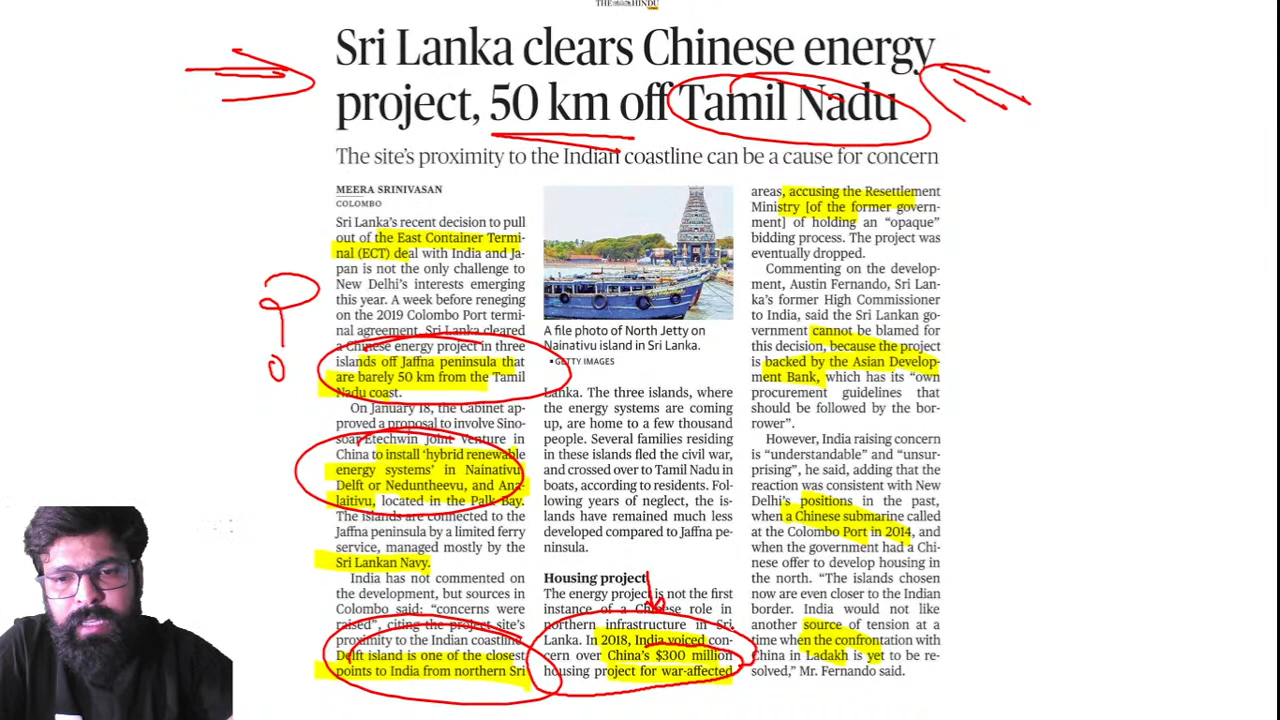 THE HINDU
Sri Lanka clears Chinese energy
project, 50 km off Tamil Nadu
The site's proximity to the Indian coastline can be a cause for concern
MEERA SRINIVASAN
COLOMBO
Sri Lanka's recent decision to pull
out of the East Container Termi-
nal (ECT) deal with India and Ja-
pan is not the only challenge to
New Delhi's interests emerging
this year. A week before reneging
on the 2019 Colombo Port termi-
nal agreement, Sri Lanka cleared
a Chinese energy project in three
islands off Jaffna peninsula that
are barely 50 km from the Tamil
Nadu coast.
On January 18, the Cabinet ap-
proved a proposal to involve Sino-
soar-Etechwin Joint Venture in
China to install 'hybrid renewable
energy systems' in Nainativu,
Delft or Neduntheevu, and Ana-
laitivu, located in the Palk Bay.
The islands are connected to the
Jaffna peninsula by a limited ferry
service, managed mostly by the
Sri Lankan Navy.
India has not commented on
the development, but sources in
Colombo said: "concerns were
raised", citing the project site's
proximity to the Indian coastline.
Delft island is one of the closest
points to India from northern Sri
A file photo of North Jetty on
Nainativu island in Sri Lanka.
▪ GETTY IMAGES
Lanka. The three islands, where
the energy systems are coming
up, are home to a few thousand
people. Several families residing
in these islands fled the civil war,
and crossed over to Tamil Nadu in
boats, according to residents. Fol-
lowing years of neglect, the is-
lands have remained much less
developed compared to Jaffna pe-
ninsula.
Housing project
The energy project is not the first
instance of a Chinese role in
northern infrastructure in Sri
Lanka. In 2018, India voiced con-
cern over China's $300 million
housing project for war-affected
areas, accusing the Resettlement
Ministry [of the former govern-
ment] of holding an "opaque"
bidding process. The project was
eventually dropped.
Commenting on the develop-
ment, Austin Fernando, Sri Lan-
ka's former High Commissioner
to India, said the Sri Lankan go-
vernment cannot be blamed for
this decision, because the project
is backed by the Asian Develop-
ment Bank, which has its "own
procurement guidelines that
should be followed by the bor-
rower".
However, India raising concern
is "understandable" and "unsur-
prising", he said, adding that the
reaction was consistent with New
Delhi's positions in the past,
when a Chinese submarine called
at the Colombo Port in 2014, and
when the government had a Chi-
nese offer to develop housing in
the north. "The islands chosen
now are even closer to the Indian
border. India would not like
another source of tension at a
time when the confrontation with
China in Ladakh is yet to be re-
solved," Mr. Fernando said.